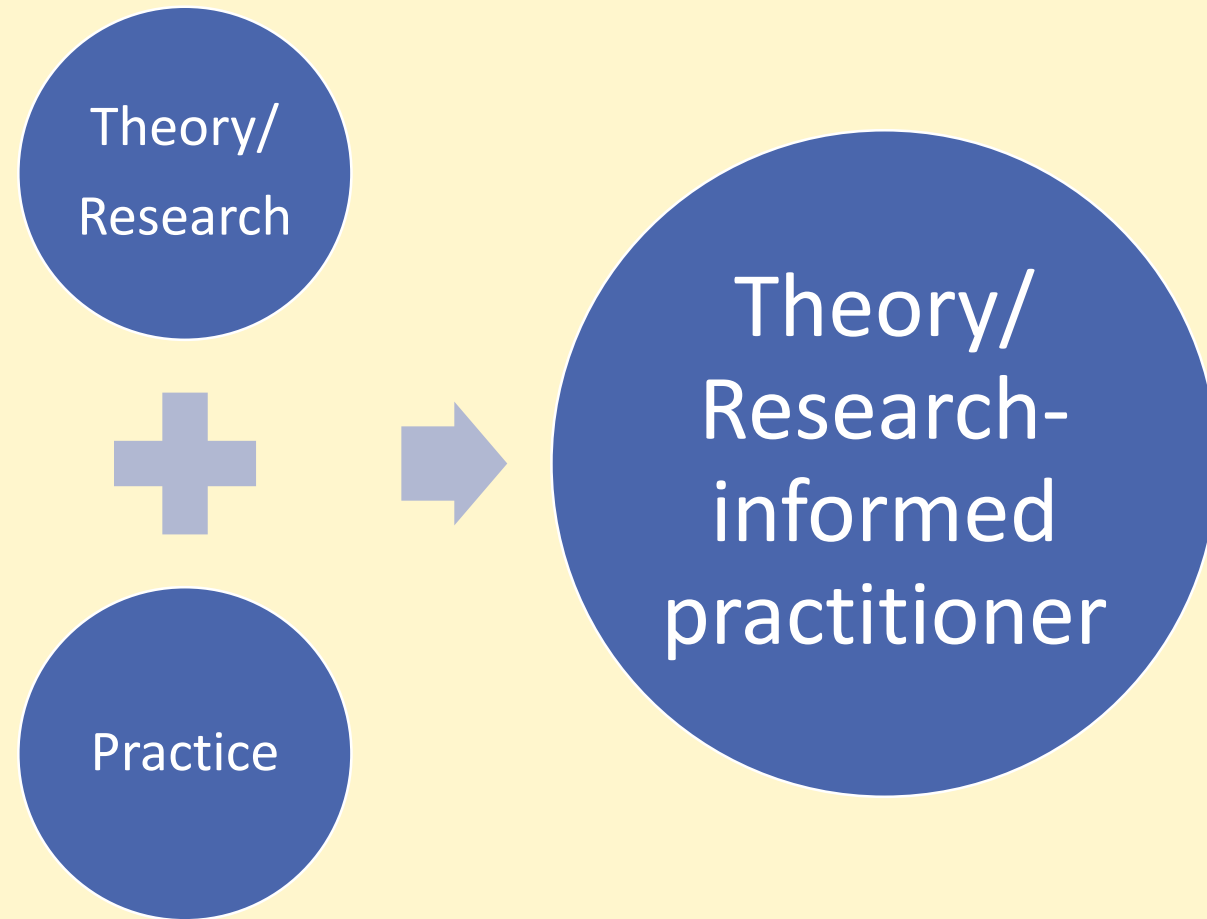 Theory/
Research
Practice
Theory/
Research-
informed
practitioner